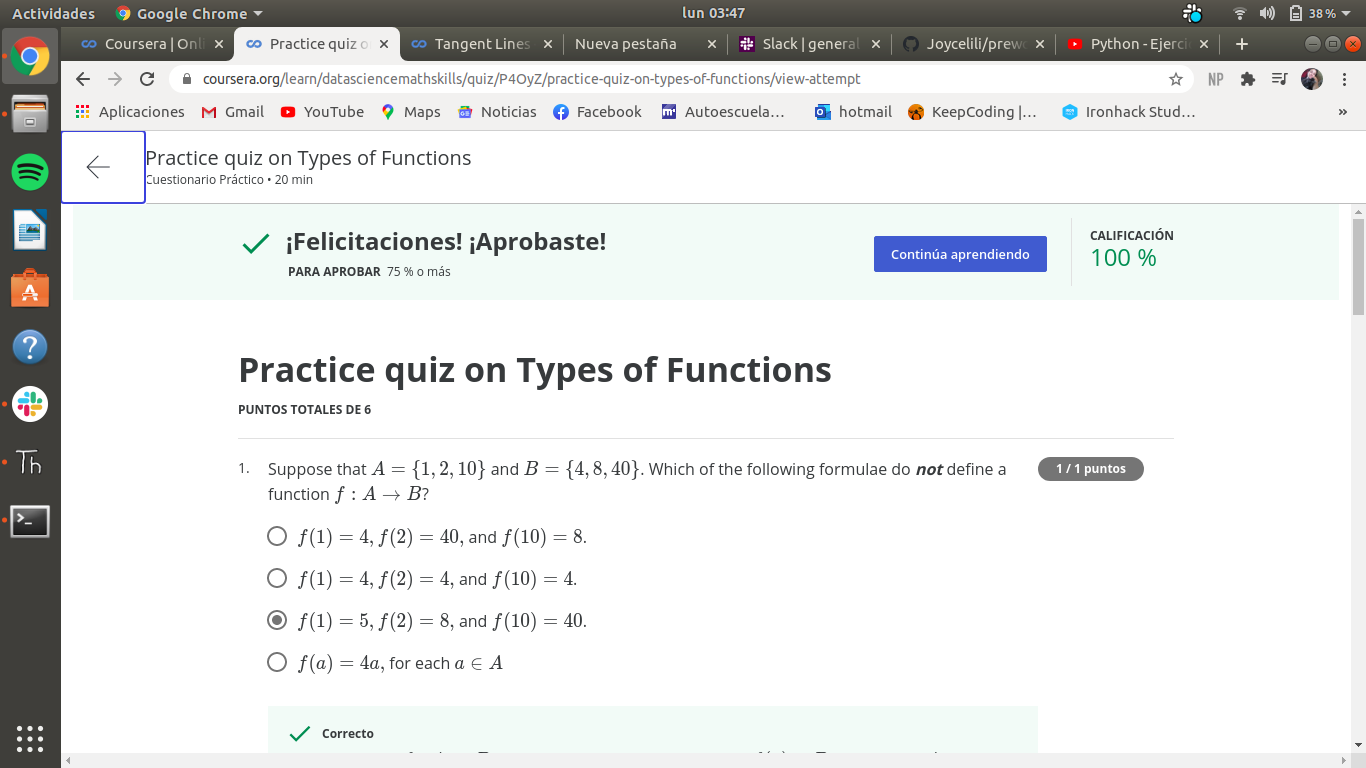 Actividades
Google Chrome
lun 03:47
38 %
Coursera | Onli
Practice quiz o
Tangent Lines
Nueva pestaña
Slack | general
Joycelili/prew
Python - Ejerci
coursera.org/learn/datasciencemathskills/quiz/P4OyZ/practice-quiz-on-types-of-functions/view-attempt
NP
Aplicaciones
Gmail
YouTube
Maps
Noticias
Facebook
Autoescuela...
hotmail
KeepCoding |...
Ironhack Stud...
»
Practice quiz on Types of Functions
Cuestionario Práctico • 20 min
¡Felicitaciones! ¡Aprobaste!
PARA APROBAR 75 % o más
Continúa aprendiendo
CALIFICACIÓN
100 %
Practice quiz on Types of Functions
PUNTOS TOTALES DE 6
1. Suppose that A = {1, 2, 10} and B = {4, 8, 40}. Which of the following formulae do not define a
function f : A → B?
1 / 1 puntos
f(1) = 4, f(2) = 40, and f(10) = 8.
f(1) = 4, f(2) = 4, and f(10) = 4.
f(1) = 5, f(2) = 8, and f(10) = 40.
f(a) = 4a, for each a ∈ A
Correcto
Th